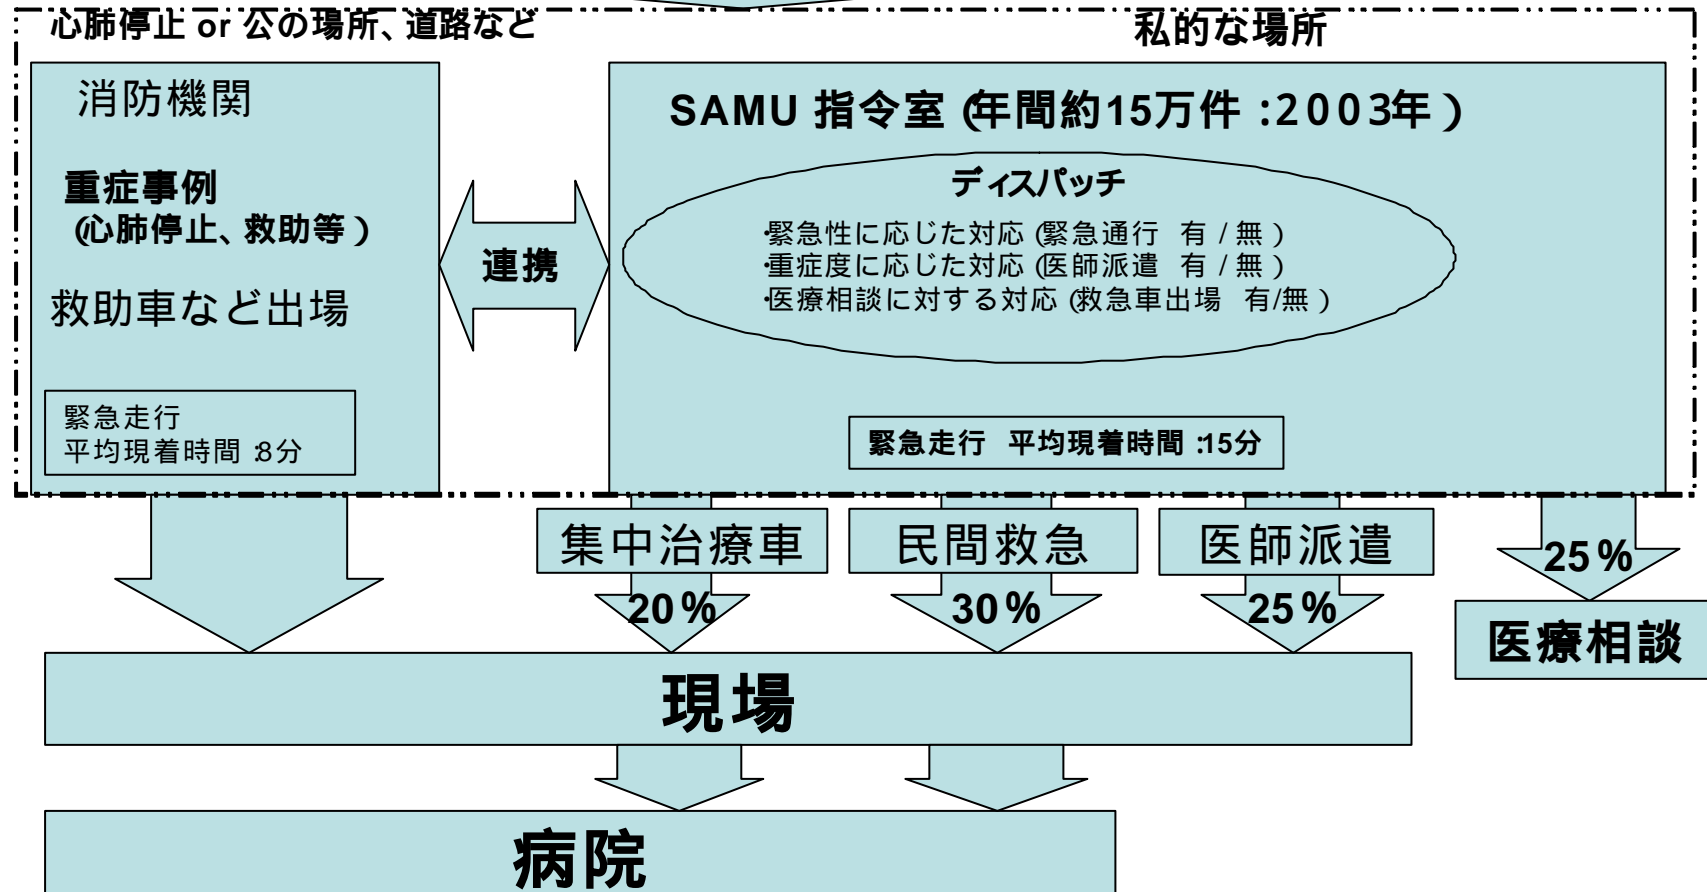 心肺停止 or 公の場所、道路など
私的な場所
消防機関
重症事例
(心肺停止、救助等)
救助車など出場
緊急走行
平均現着時間:8分
連携
SAMU 指令室(年間約15万件:2003年)
ディスパッチ
・緊急性に応じた対応(緊急通行 有/無)
・重症度に応じた対応(医師派遣 有/無)
・医療相談に対する対応(救急車出場 有/無)
緊急走行 平均現着時間:15分
集中治療車
民間救急
医師派遣
20%
30%
25%
25%
医療相談
現場
病院